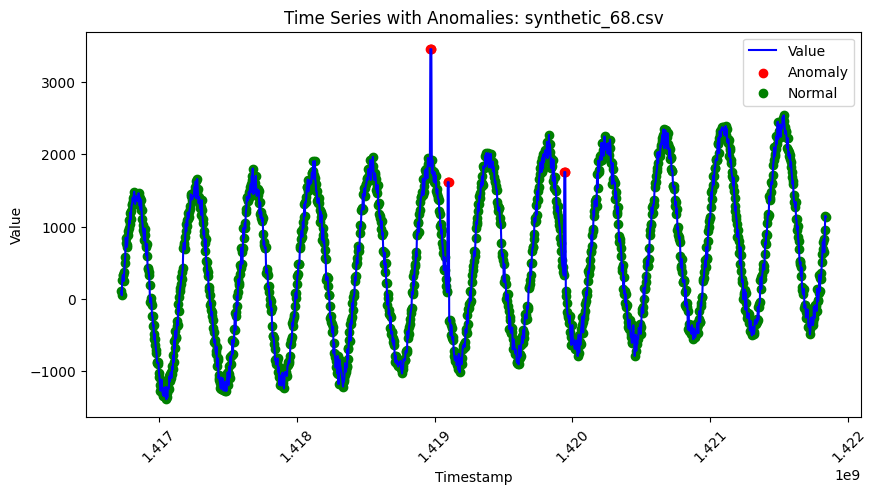 Time Series with Anomalies: synthetic_68.csv
Value
Anomaly
Normal
3000
2000
1000
0
−1000
Value
1.417
1.418
1.419
1.420
1.421
1.422
1e9
Timestamp